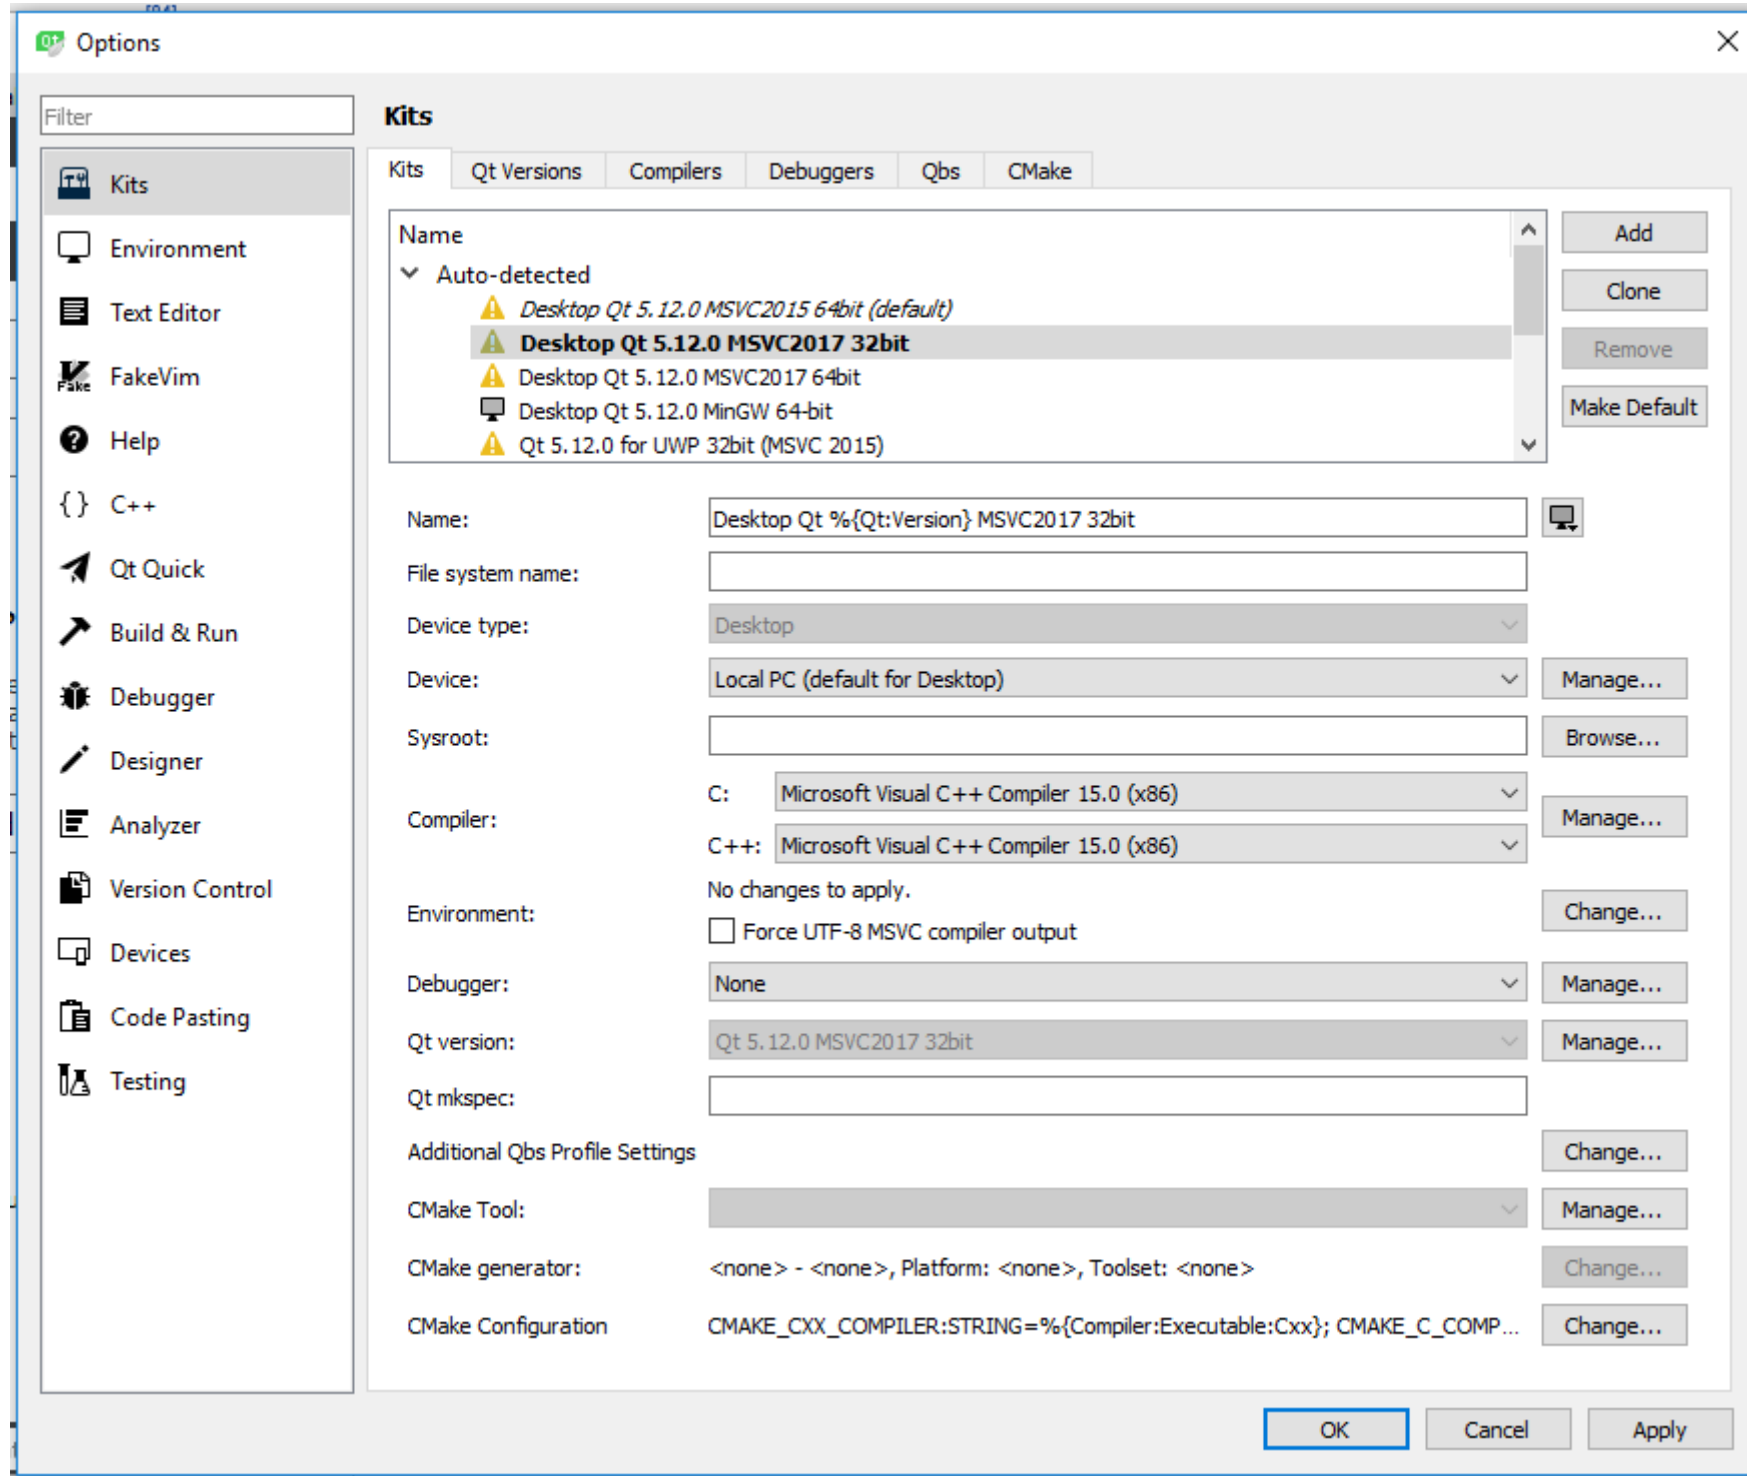 Options
Filter
Kits
Environment
Text Editor
FakeVim
Help
C++
Qt Quick
Build & Run
Debugger
Designer
Analyzer
Version Control
Devices
Code Pasting
Testing
Kits
Kits Qt Versions Compilers Debuggers Qbs CMake
Name
Auto-detected
Desktop Qt 5.12.0 MSVC2015 64bit (default)
Desktop Qt 5.12.0 MSVC2017 32bit
Desktop Qt 5.12.0 MSVC2017 64bit
Desktop Qt 5.12.0 MinGW 64-bit
Qt 5.12.0 for UWP 32bit (MSVC 2015)
Add
Clone
Remove
Make Default
Name: Desktop Qt %{Qt:Version} MSVC2017 32bit
File system name:
Device type: Desktop
Device: Local PC (default for Desktop) Manage...
Sysroot: Browse...
Compiler: C: Microsoft Visual C++ Compiler 15.0 (x86) Manage...
C++: Microsoft Visual C++ Compiler 15.0 (x86)
Environment: No changes to apply. Change...
Force UTF-8 MSVC compiler output
Debugger: None Manage...
Qt version: Qt 5.12.0 MSVC2017 32bit Manage...
Qt mkspec:
Additional Qbs Profile Settings Change...
CMake Tool: Manage...
CMake generator: <none> - <none>, Platform: <none>, Toolset: <none> Change...
CMake Configuration CMAKE_CXX_COMPILER:STRING=%{Compiler:Executable:Cxx}; CMAKE_C_COMP... Change...
OK Cancel Apply